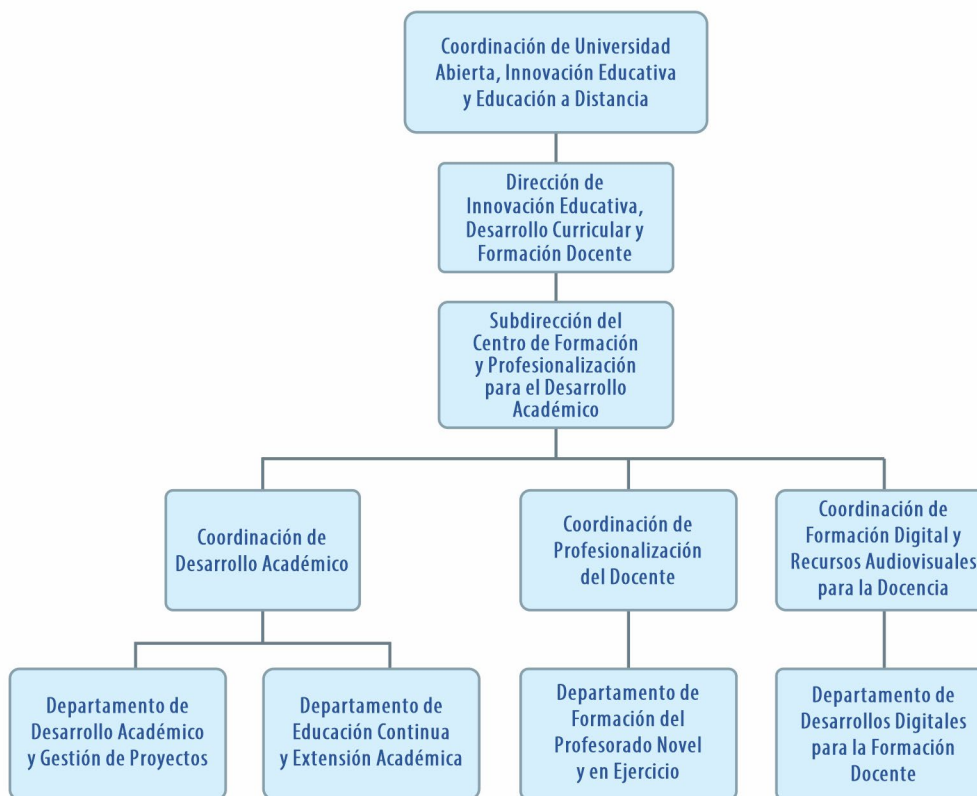 Coordinación de Universidad
Abierta, Innovación Educativa
y Educación a Distancia
Dirección de
Innovación Educativa,
Desarrollo Curricular y
Formación Docente
Subdirección del
Centro de Formación
y Profesionalización
para el Desarrollo
Académico
Coordinación de
Desarrollo Académico
Coordinación de
Profesionalización
del Docente
Coordinación de
Formación Digital y
Recursos Audiovisuales
para la Docencia
Departamento de
Desarrollo Académico
y Gestión de Proyectos
Departamento de
Educación Continua
y Extensión Académica
Departamento de
Formación del
Profesorado Novel
y en Ejercicio
Departamento de
Desarrollos Digitales
para la Formación
Docente